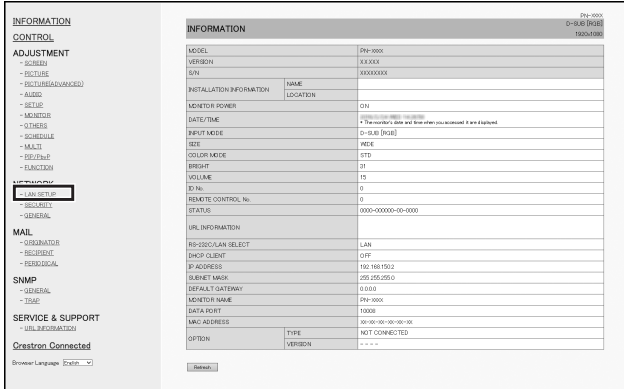 INFORMATION
CONTROL
ADJUSTMENT
- SCREEN
- PICTURE
- PICTURE(ADVANCED)
- AUDIO
- SETUP
- MONITOR
- OTHERS
- SCHEDULE
- MULTI
- PIP/PbyP
- FUNCTION
NETWORK
- LAN SETUP
- SECURITY
- GENERAL
MAIL
- ORIGINATOR
- RECIPIENT
- PERIODICAL
SNMP
- GENERAL
- TRAP
SERVICE & SUPPORT
- URL INFORMATION
Crestron Connected
Browser Language English
PN-XXXX
INFORMATION D-SUB [RGB]
1920x1080
MODEL PN-XXXX
VERSION X.X.XXX
S/N XXXXXXXX
INSTALLATION INFORMATION NAME
LOCATION
MONITOR POWER ON
DATE/TIME
* The monitor's date and time when you accessed it are displayed.
INPUT MODE D-SUB [RGB]
SIZE WIDE
COLOR MODE STD
BRIGHT 31
VOLUME 15
ID No. 0
REMOTE CONTROL No. 0
STATUS 0000-000000-00-0000
URL INFORMATION
RS-232C/LAN SELECT LAN
DHCP CLIENT OFF
IP ADDRESS 192.168.150.2
SUBNET MASK 255.255.255.0
DEFAULT GATEWAY 0.0.0.0
MONITOR NAME PN-XXXX
DATA PORT 10008
MAC ADDRESS XX-XX-XX-XX-XX-XX
OPTION TYPE NOT CONNECTED
VERSION - - - -
Refresh